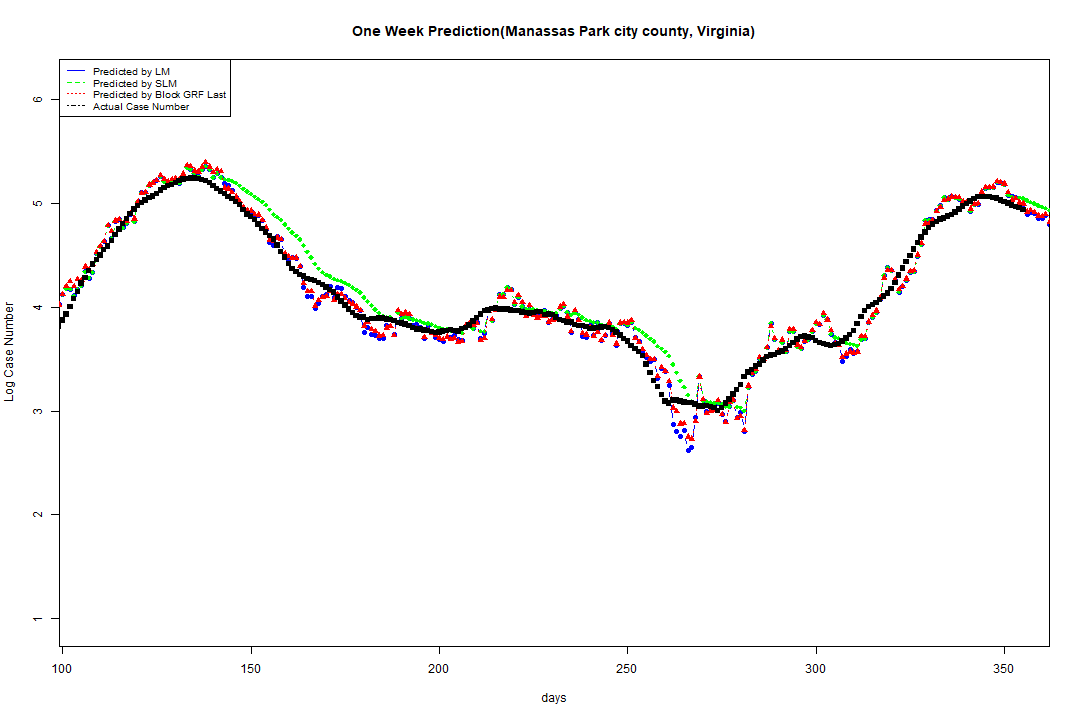 One Week Prediction(Manassas Park city county, Virginia)
Predicted by LM
Predicted by SLM
Predicted by Block GRF Last
Actual Case Number
6
5
4
3
2
1
Log Case Number
100 150 200 250 300 350
days